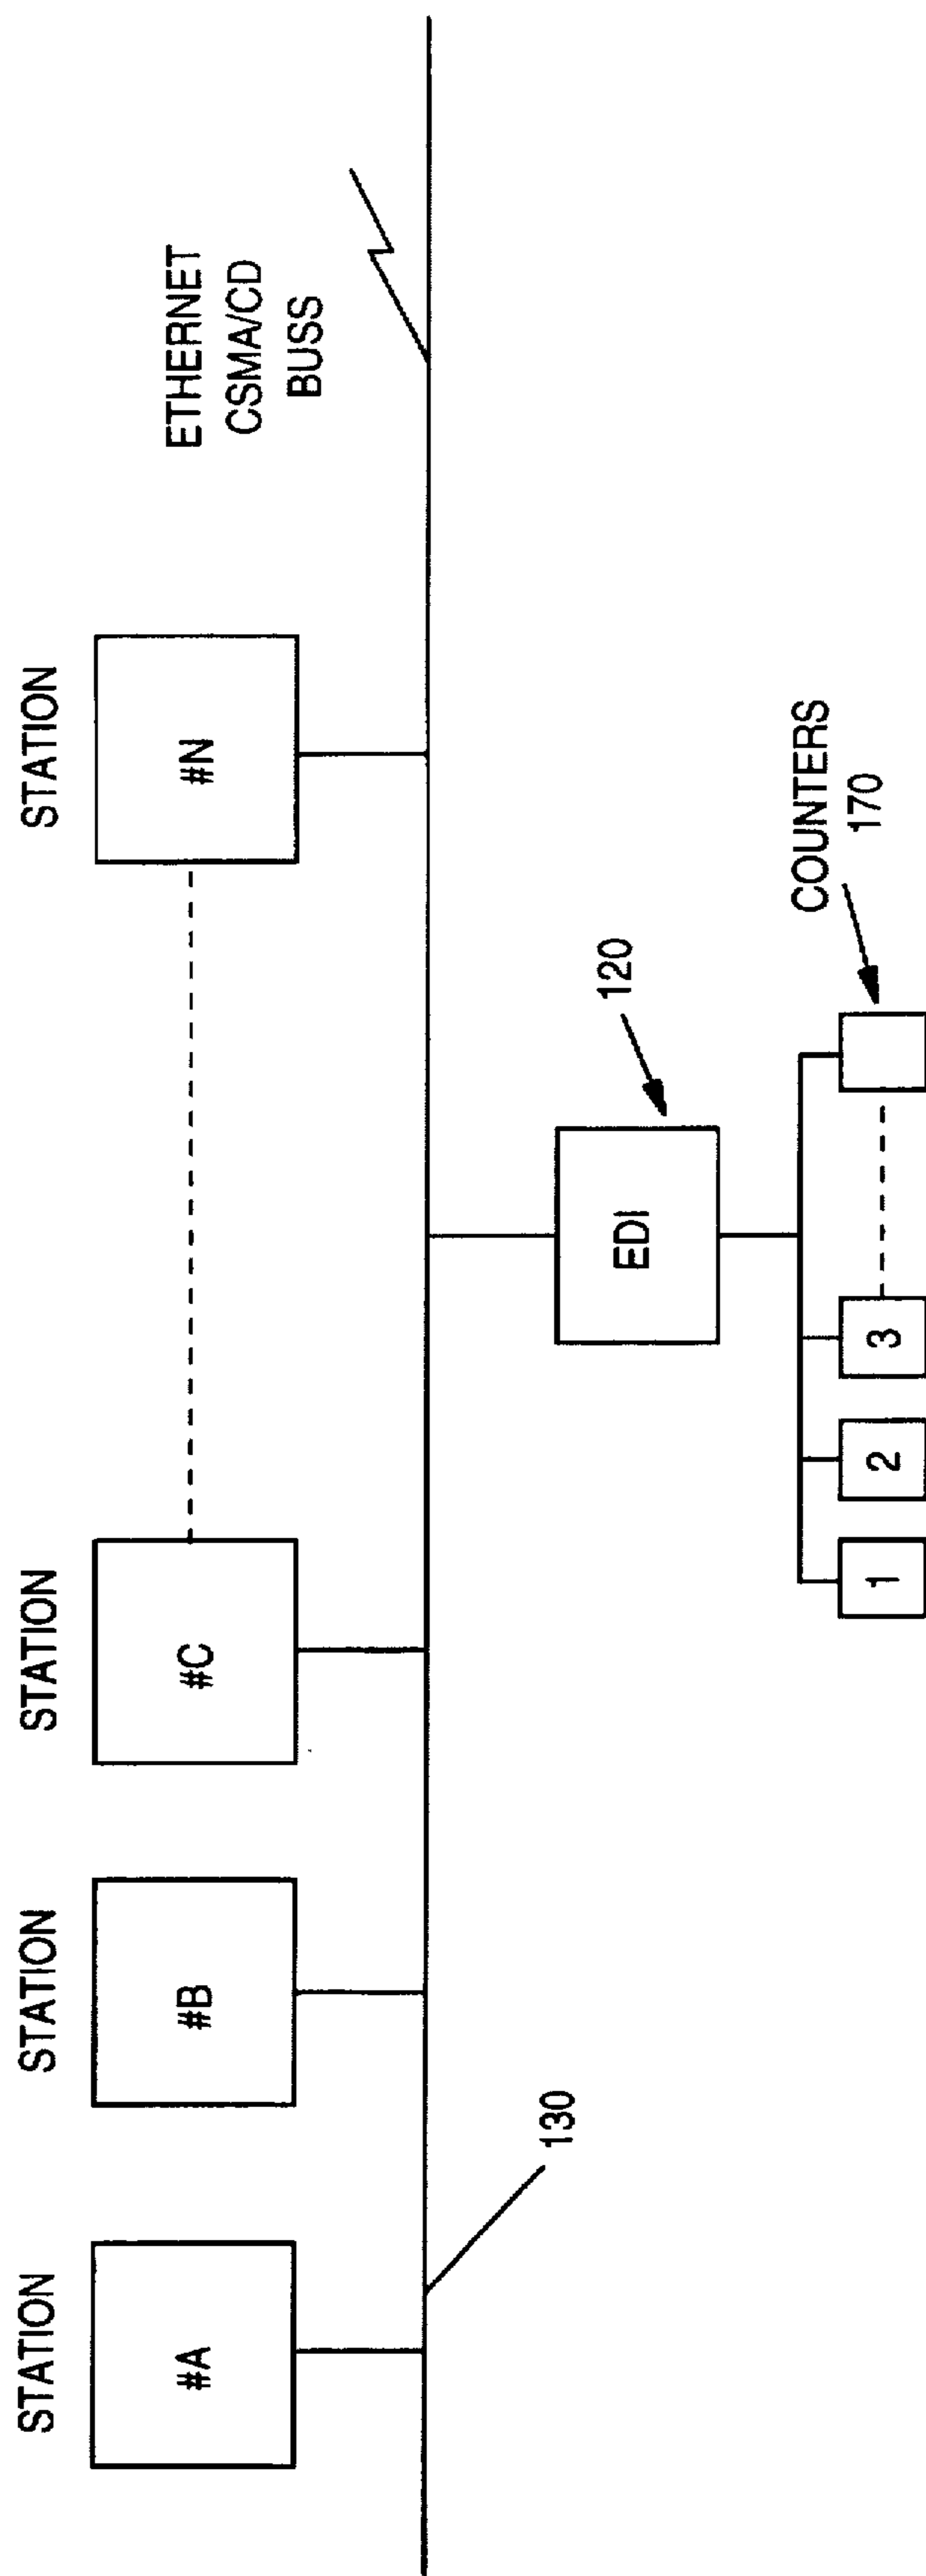 STATION
STATION
STATION
STATION
#A
#B
#C
#N
ETHERNET
CSMA/CD
BUSS
130
EDI
120
COUNTERS
170
1
2
3